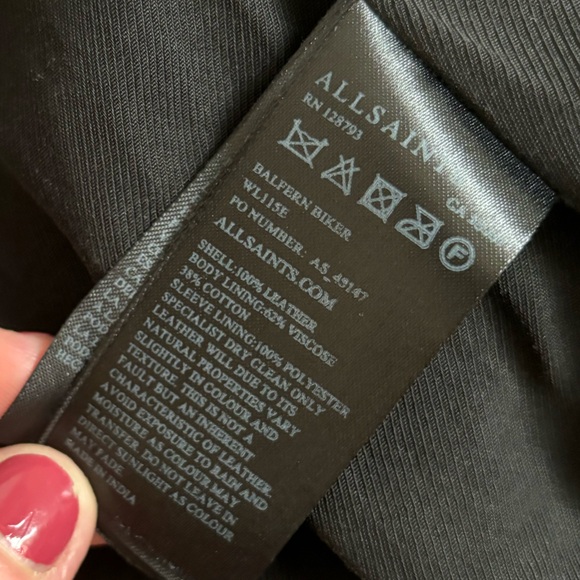 ALLSAINTS
RN 128793 CA
F
BALFERN BIKER
WL115E
PO NUMBER: AS_49147
ALLSAINTS.COM
SHELL:100% LEATHER
BODY LINING:62% VISCOSE
38% COTTON
SLEEVE LINING:100% POLYESTER
SPECIALIST DRY CLEAN ONLY
LEATHER WILL DUE TO ITS
NATURAL PROPERTIES VARY
SLIGHTLY IN COLOUR AND
TEXTURE. THIS IS NOT A
FAULT BUT AN INHERENT
CHARACTERISTIC OF LEATHER.
AVOID EXPOSURE TO RAIN AND
MOISTURE AS COLOUR MAY
TRANSFER. DO NOT LEAVE IN
DIRECT SUNLIGHT AS COLOUR
MAY FADE.
MADE IN INDIA